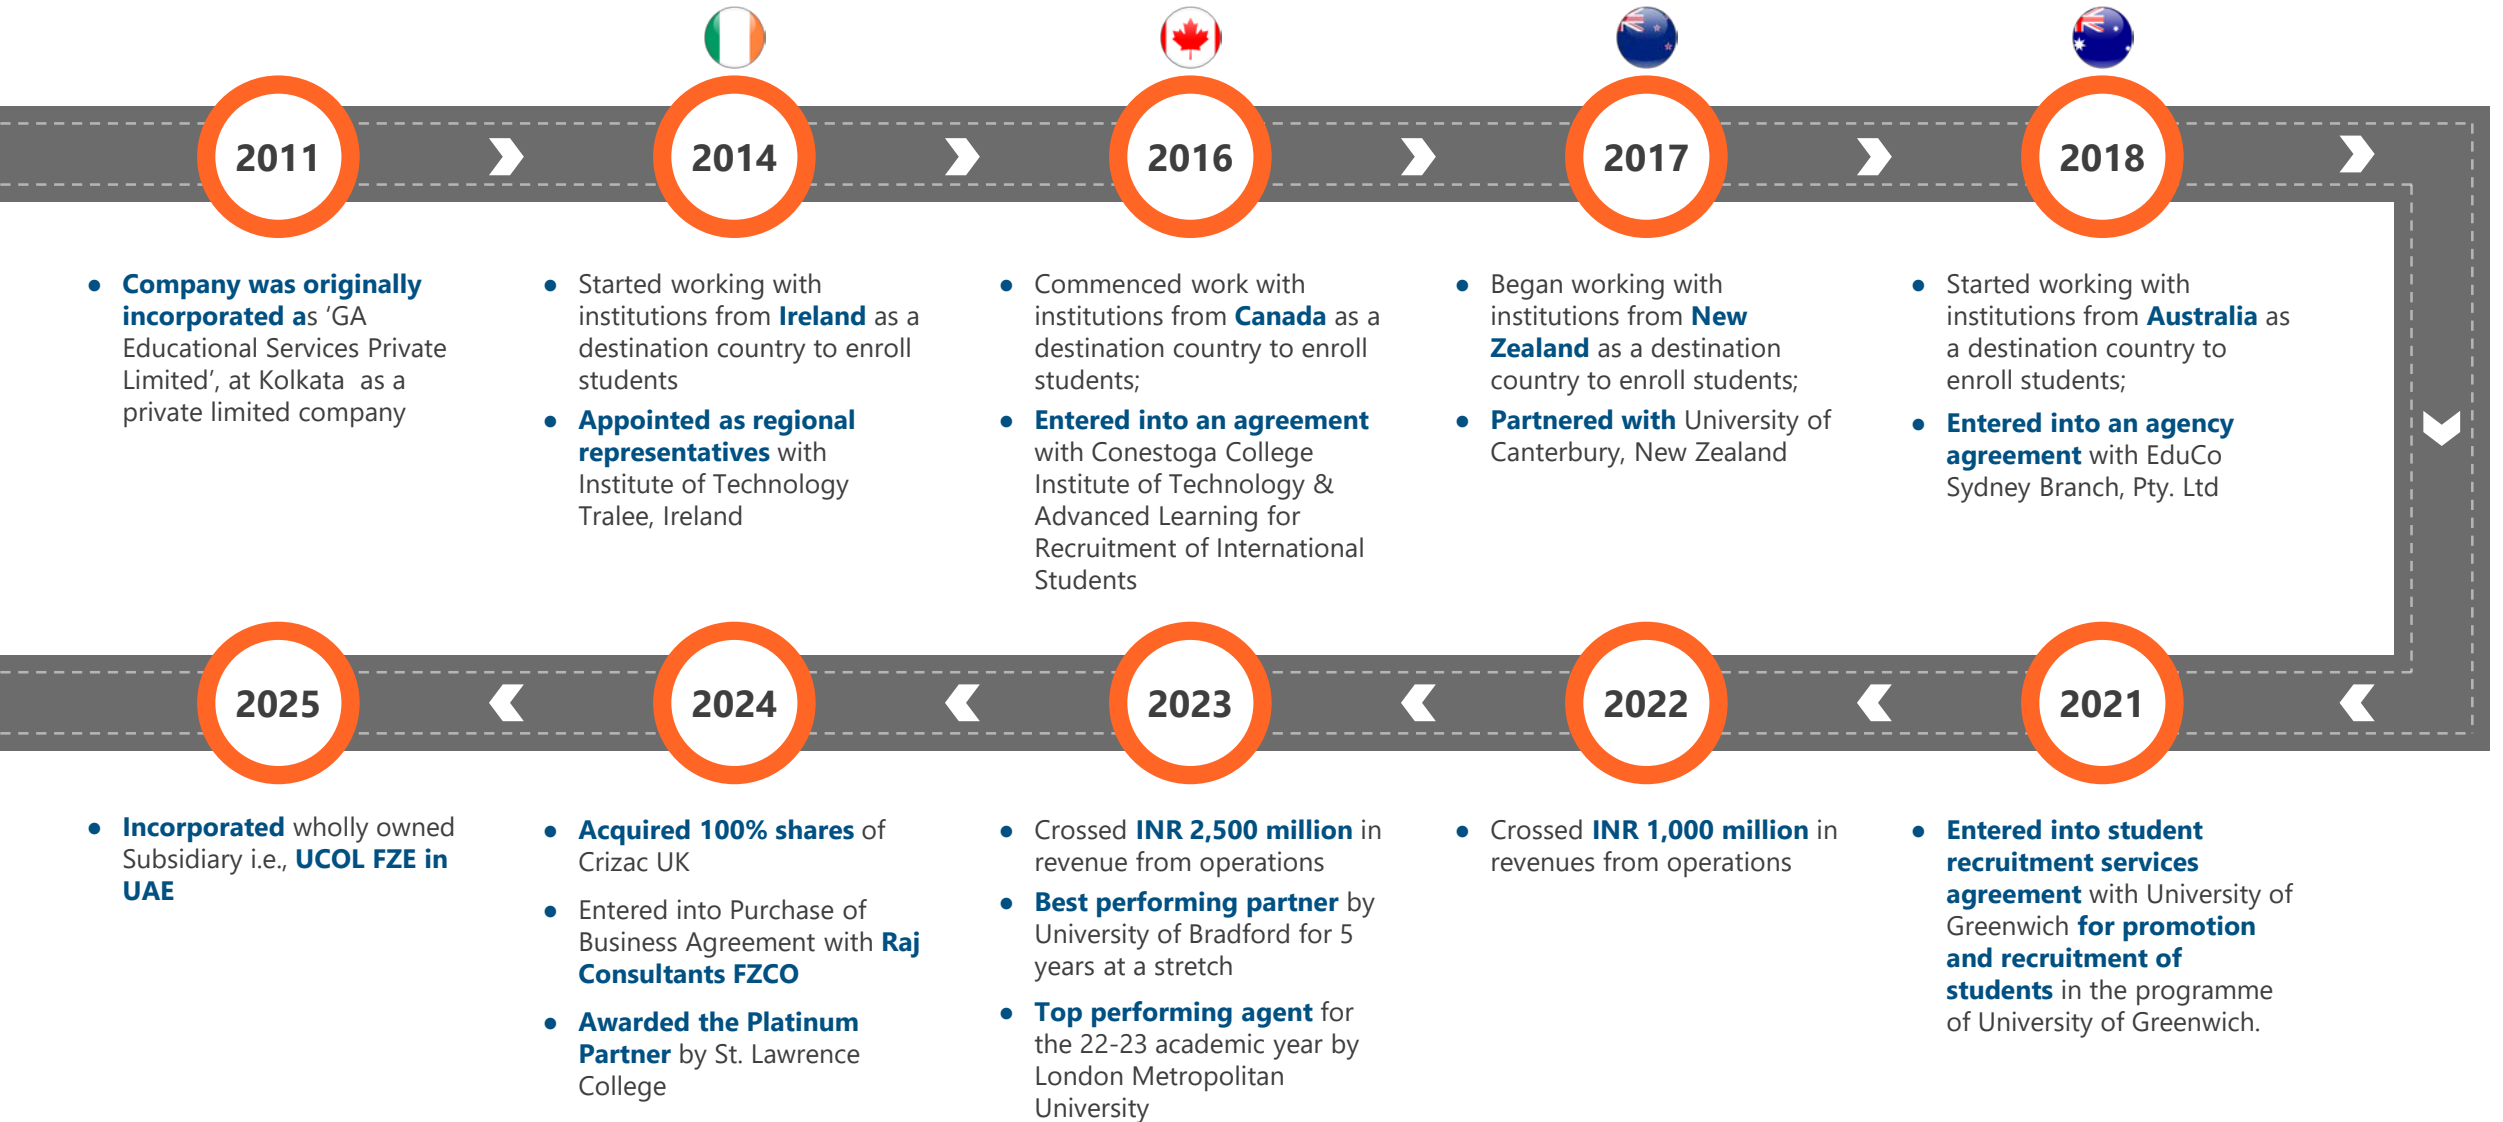 2011
2014
2016
2017
2018
● Company was originally
incorporated as ‘GA
Educational Services Private
Limited’, at Kolkata as a
private limited company
● Started working with
institutions from Ireland as a
destination country to enroll
students
● Appointed as regional
representatives with
Institute of Technology
Tralee, Ireland
● Commenced work with
institutions from Canada as a
destination country to enroll
students;
● Entered into an agreement
with Conestoga College
Institute of Technology &
Advanced Learning for
Recruitment of International
Students
● Began working with
institutions from New
Zealand as a destination
country to enroll students;
● Partnered with University of
Canterbury, New Zealand
● Started working with
institutions from Australia as
a destination country to
enroll students;
● Entered into an agency
agreement with EduCo
Sydney Branch, Pty. Ltd
2021
2022
2023
2024
2025
● Entered into student
recruitment services
agreement with University of
Greenwich for promotion
and recruitment of
students in the programme
of University of Greenwich.
● Crossed INR 1,000 million in
revenues from operations
● Crossed INR 2,500 million in
revenue from operations
● Best performing partner by
University of Bradford for 5
years at a stretch
● Top performing agent for
the 22-23 academic year by
London Metropolitan
University
● Acquired 100% shares of
Crizac UK
● Entered into Purchase of
Business Agreement with Raj
Consultants FZCO
● Awarded the Platinum
Partner by St. Lawrence
College
● Incorporated wholly owned
Subsidiary i.e., UCOL FZE in
UAE